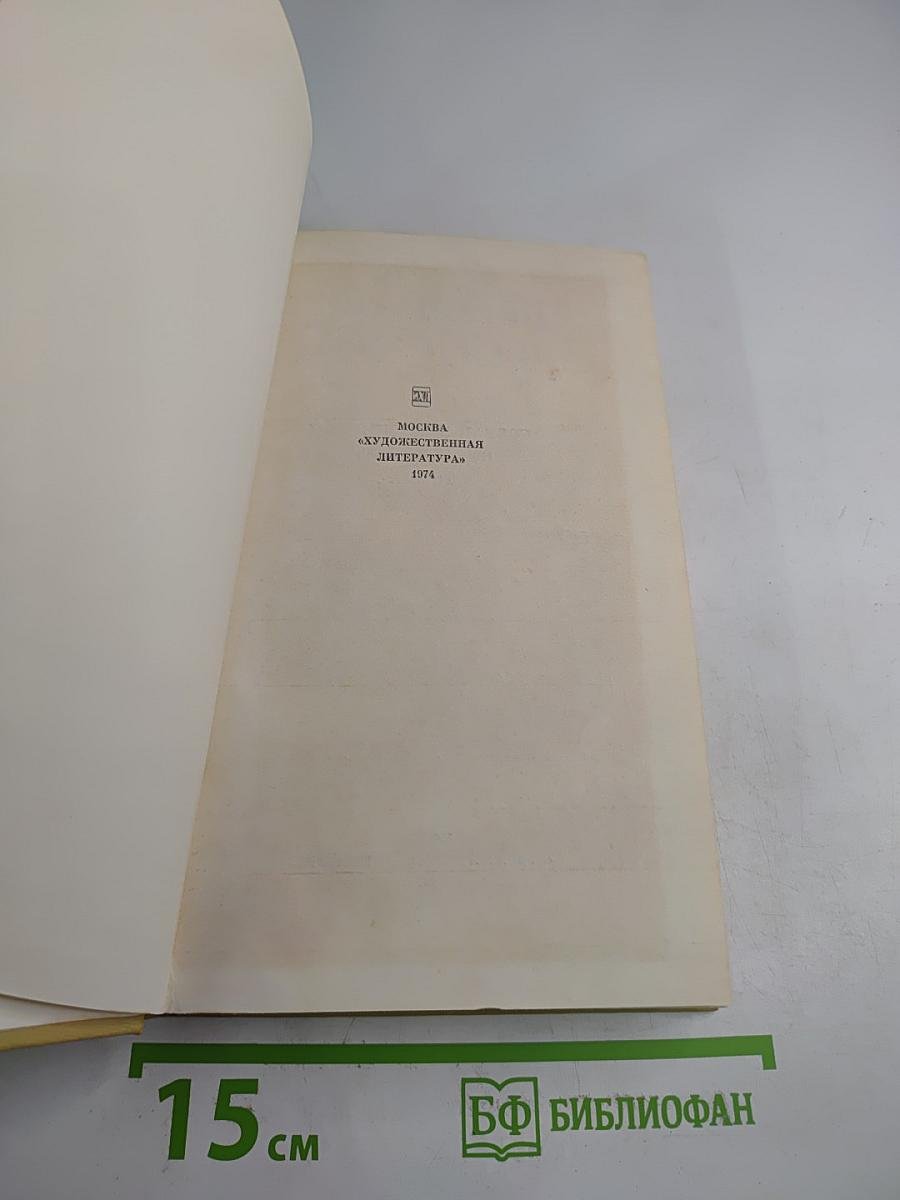 МОСКВА
«ХУДОЖЕСТВЕННАЯ
ЛИТЕРАТУРА»
1974
15 см
БФ БИБЛИОФАН